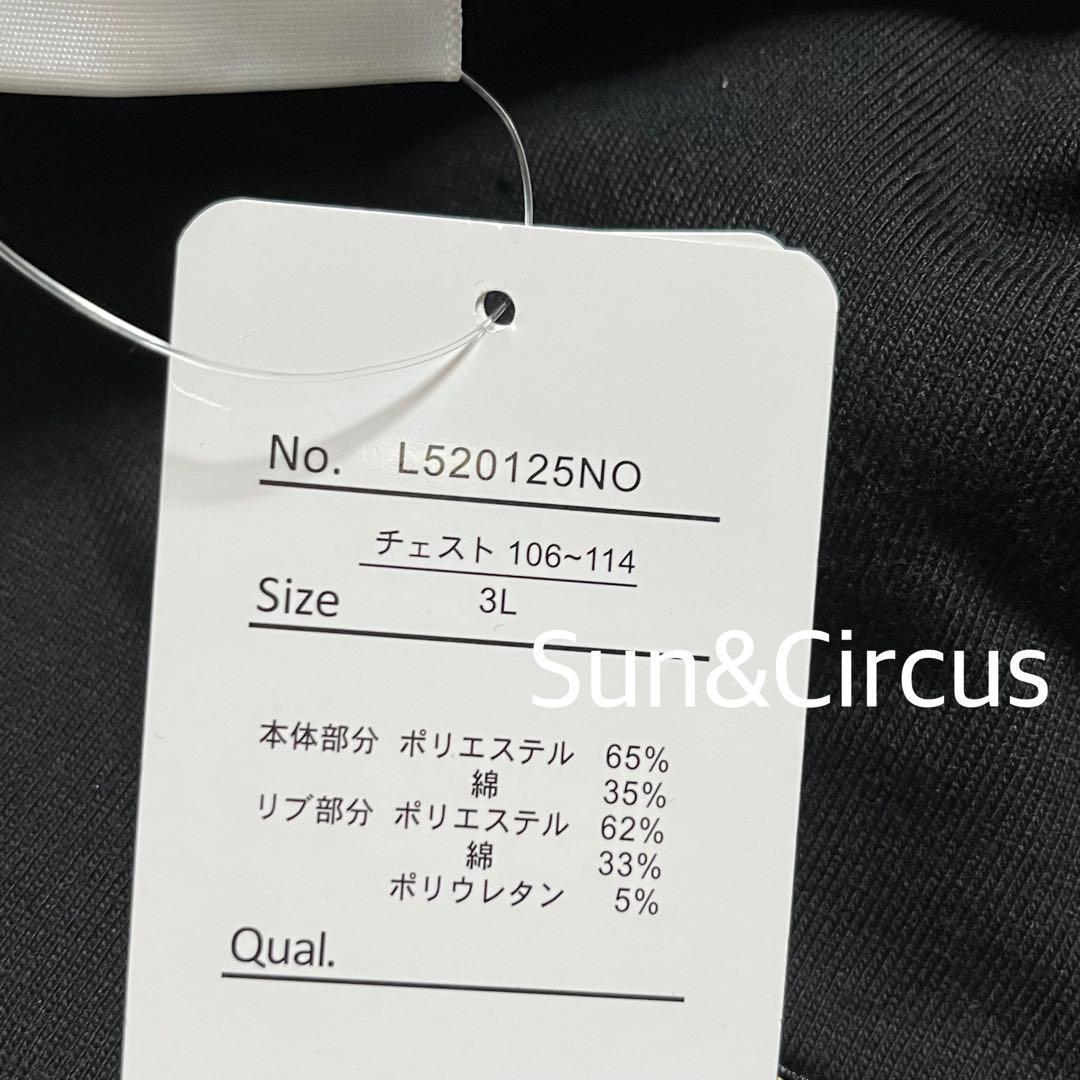 No. L520125NO
チェスト 106~114
Size 3L
Sun&Circus
本体部分 ポリエステル 65%
綿 35%
リブ部分 ポリエステル 62%
綿 33%
ポリウレタン 5%
Qual.